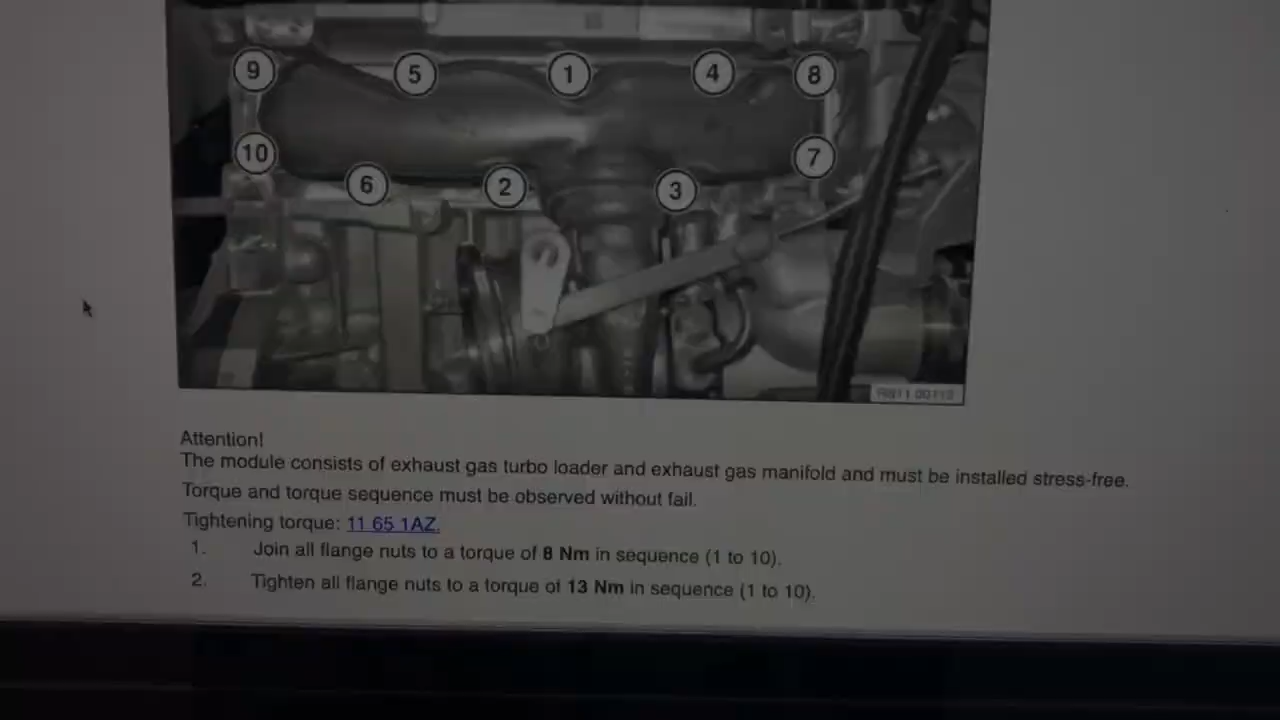 9 5 1 4 8
10 6 2 3 7
Attention!
The module consists of exhaust gas turbo loader and exhaust gas manifold and must be installed stress-free.
Torque and torque sequence must be observed without fail.
Tightening torque: 11 65 1AZ.
1. Join all flange nuts to a torque of 8 Nm in sequence (1 to 10).
2. Tighten all flange nuts to a torque of 13 Nm in sequence (1 to 10).